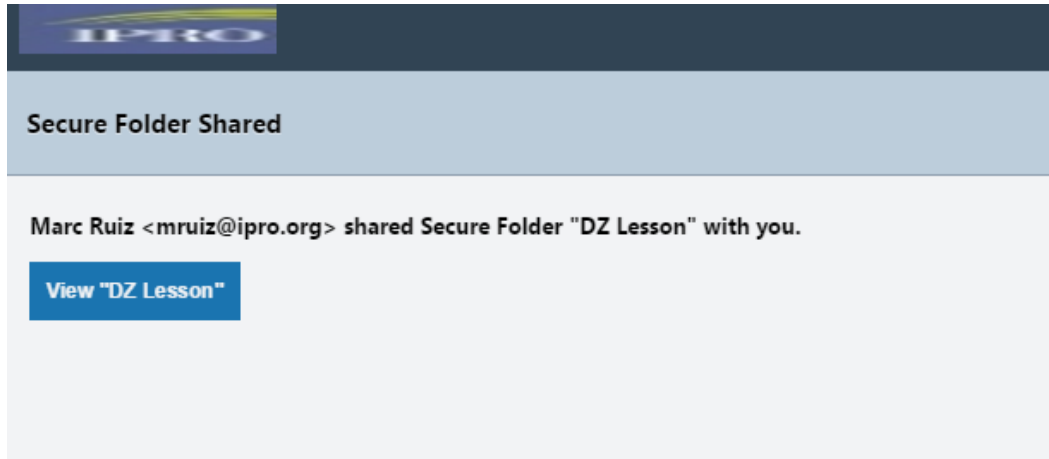 IPRO
Secure Folder Shared
Marc Ruiz <mruiz@ipro.org> shared Secure Folder "DZ Lesson" with you.
View "DZ Lesson"